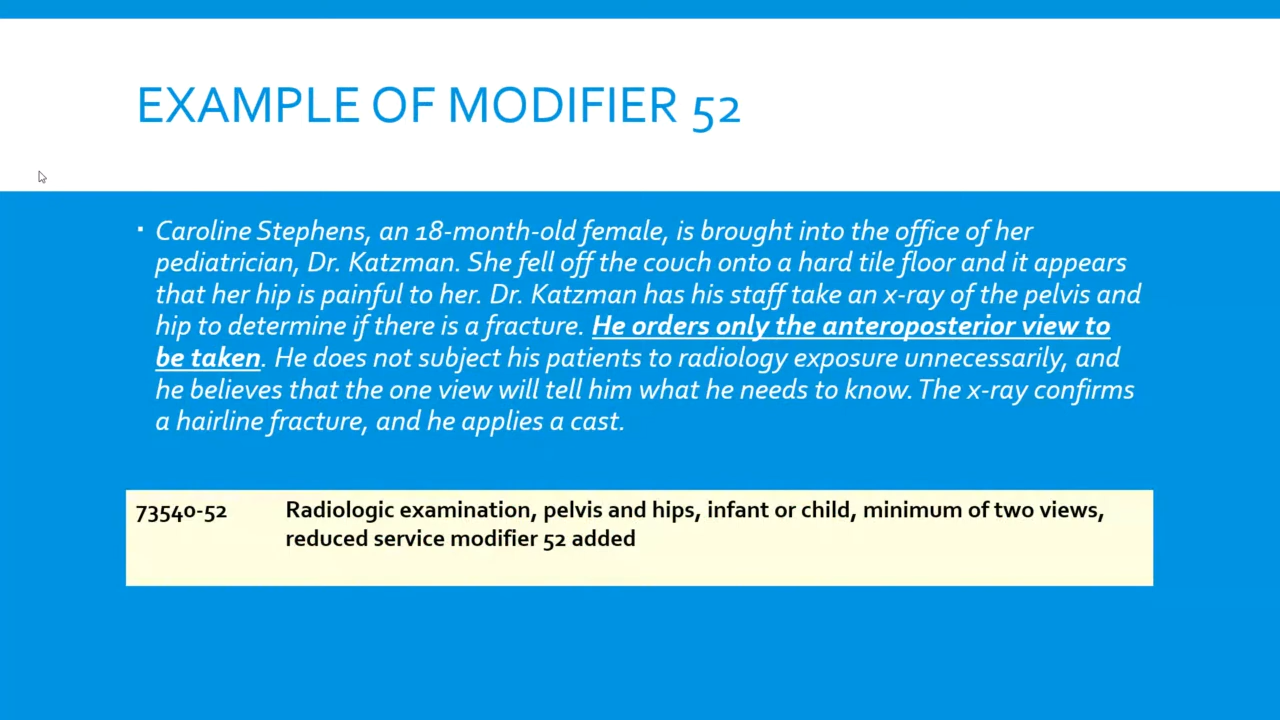 EXAMPLE OF MODIFIER 52
▪ Caroline Stephens, an 18-month-old female, is brought into the office of her
pediatrician, Dr. Katzman. She fell off the couch onto a hard tile floor and it appears
that her hip is painful to her. Dr. Katzman has his staff take an x-ray of the pelvis and
hip to determine if there is a fracture. He orders only the anteroposterior view to
be taken. He does not subject his patients to radiology exposure unnecessarily, and
he believes that the one view will tell him what he needs to know. The x-ray confirms
a hairline fracture, and he applies a cast.
73540-52 Radiologic examination, pelvis and hips, infant or child, minimum of two views,
reduced service modifier 52 added